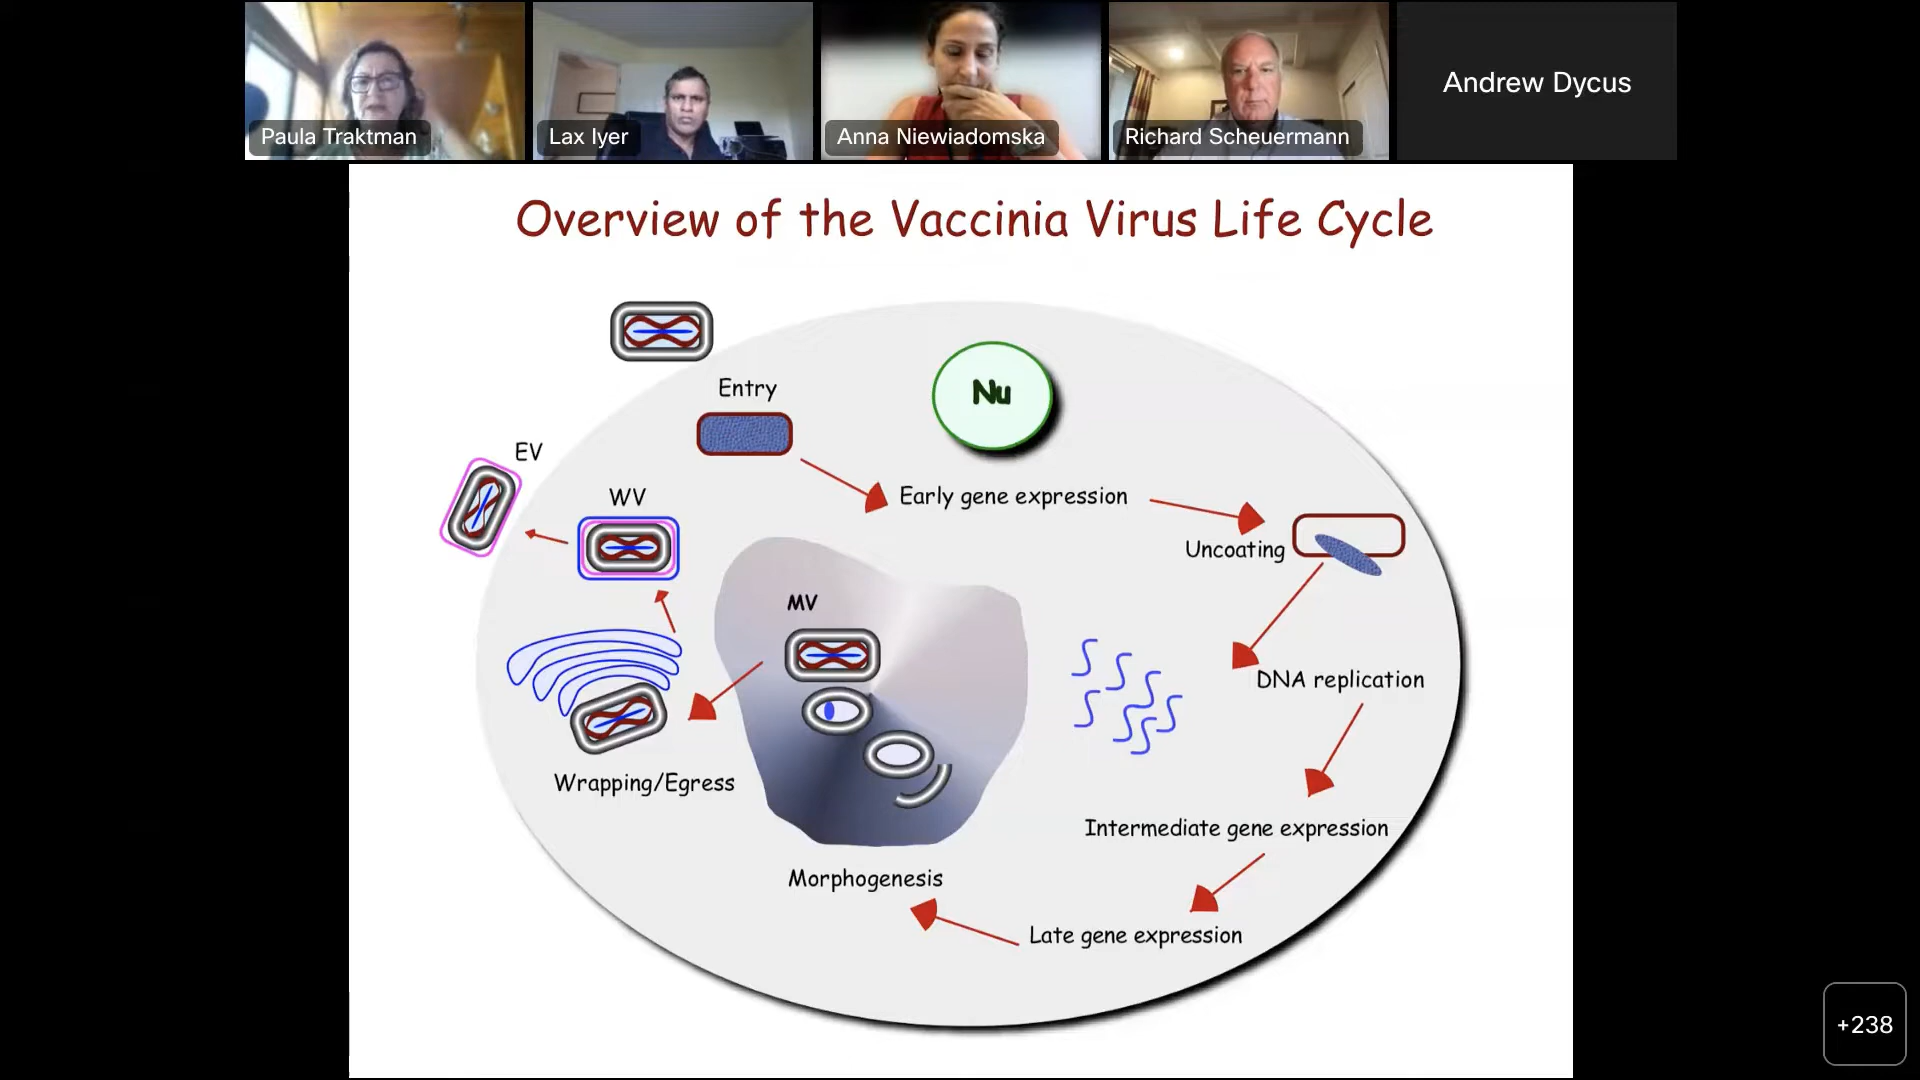 Paula Traktman
Lax Iyer
Anna Niewiadomska
Richard Scheuermann
Andrew Dycus
Overview of the Vaccinia Virus Life Cycle
Entry
Nu
EV
WV
Early gene expression
Uncoating
MV
DNA replication
Wrapping/Egress
Intermediate gene expression
Morphogenesis
Late gene expression
+238